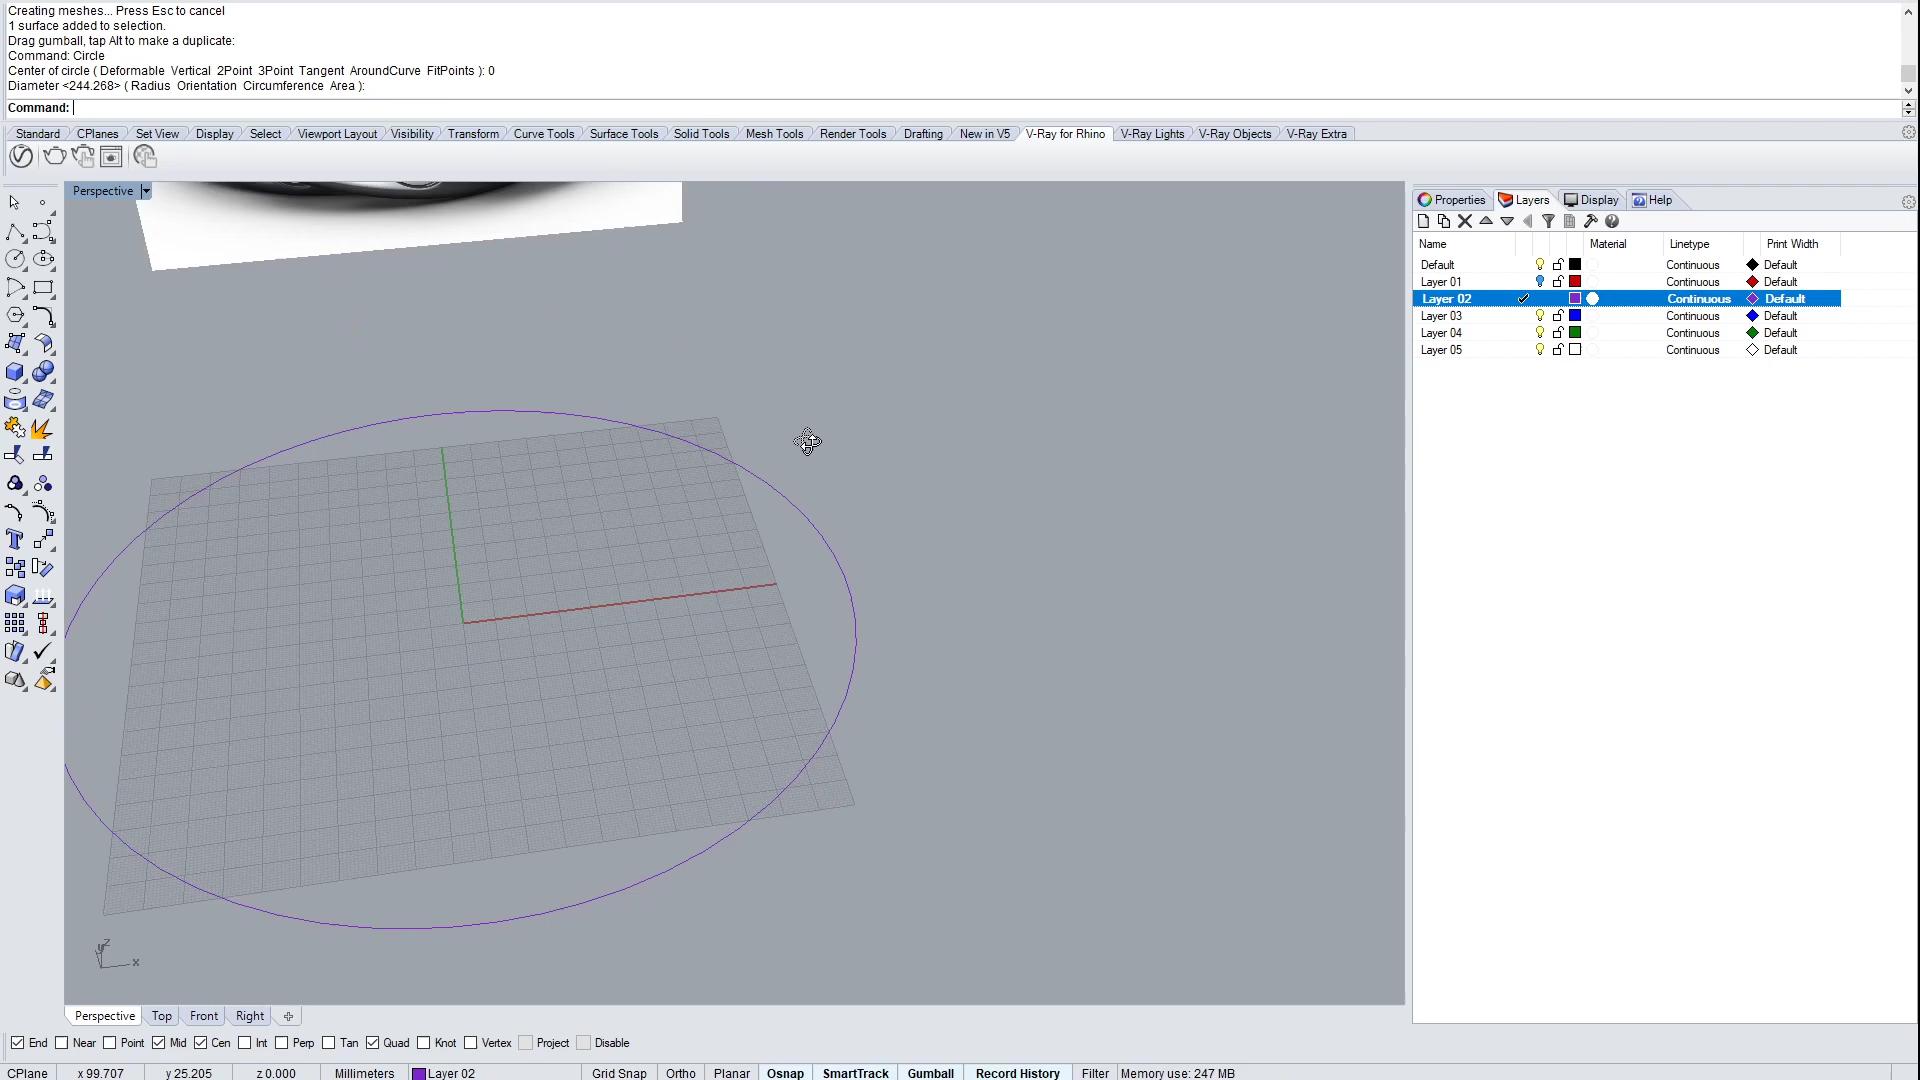 Creating meshes... Press Esc to cancel
1 surface added to selection.
Drag gumball, tap Alt to make a duplicate:
Command: Circle
Center of circle ( Deformable  Vertical  2Point  3Point  Tangent  AroundCurve  FitPoints ): 0
Diameter <244.268> ( Radius  Orientation  Circumference  Area ):
Command:
Standard CPlanes Set View Display Select Viewport Layout Visibility Transform Curve Tools Surface Tools Solid Tools Mesh Tools Render Tools Drafting New in V5 V-Ray for Rhino V-Ray Lights V-Ray Objects V-Ray Extra
Perspective
Properties Layers Display Help
Name Material Linetype Print Width
Default Continuous Default
Layer 01 Continuous Default
Layer 02 Continuous Default
Layer 03 Continuous Default
Layer 04 Continuous Default
Layer 05 Continuous Default
z
x
Perspective Top Front Right
End Near Point Mid Cen Int Perp Tan Quad Knot Vertex Project Disable
CPlane x 99.707 y 25.205 z 0.000 Millimeters Layer 02 Grid Snap Ortho Planar Osnap SmartTrack Gumball Record History Filter Memory use: 247 MB